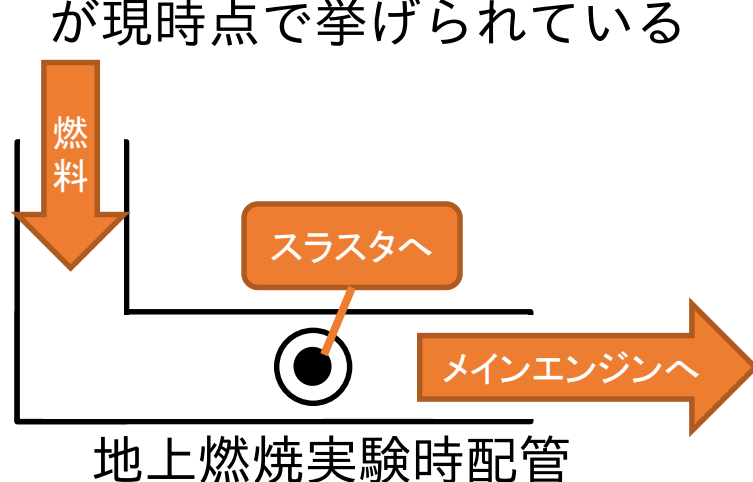 が現時点で挙げられている
燃
料
スラスタへ
メインエンジンへ
地上燃焼実験時配管